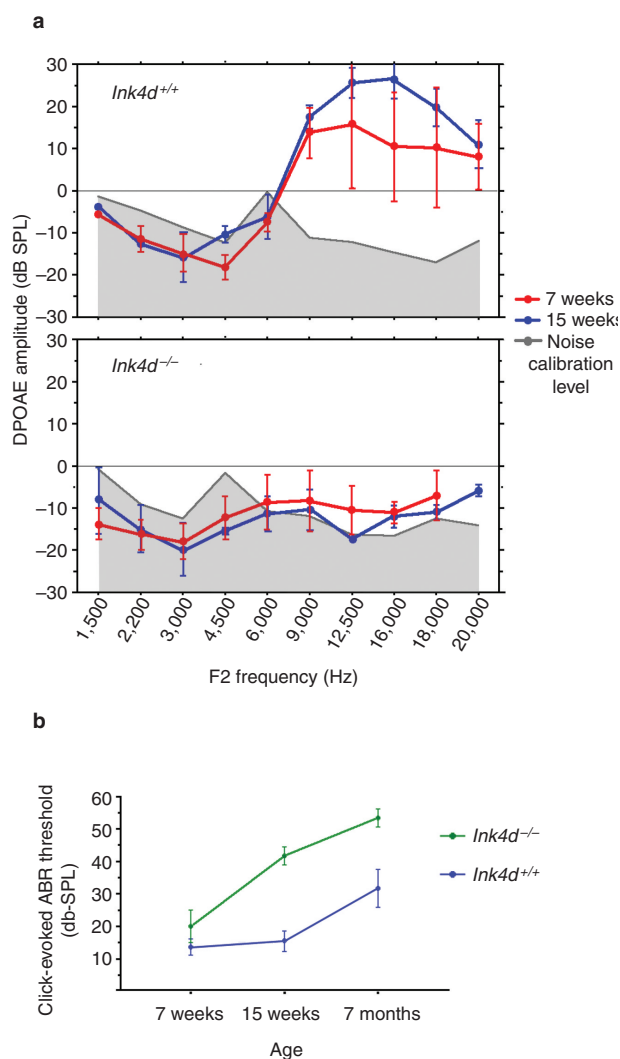 a
Ink4d+/+
30
20
10
0
−10
−20
−30
DPOAE amplitude (dB SPL)
7 weeks
15 weeks
Noise
calibration
level
Ink4d−/−
30
20
10
0
−10
−20
−30
1,500
2,200
3,000
4,500
6,000
9,000
12,500
16,000
18,000
20,000
F2 frequency (Hz)
b
60
50
40
30
20
10
Click-evoked ABR threshold
(db-SPL)
Ink4d−/−
Ink4d+/+
7 weeks
15 weeks
7 months
Age